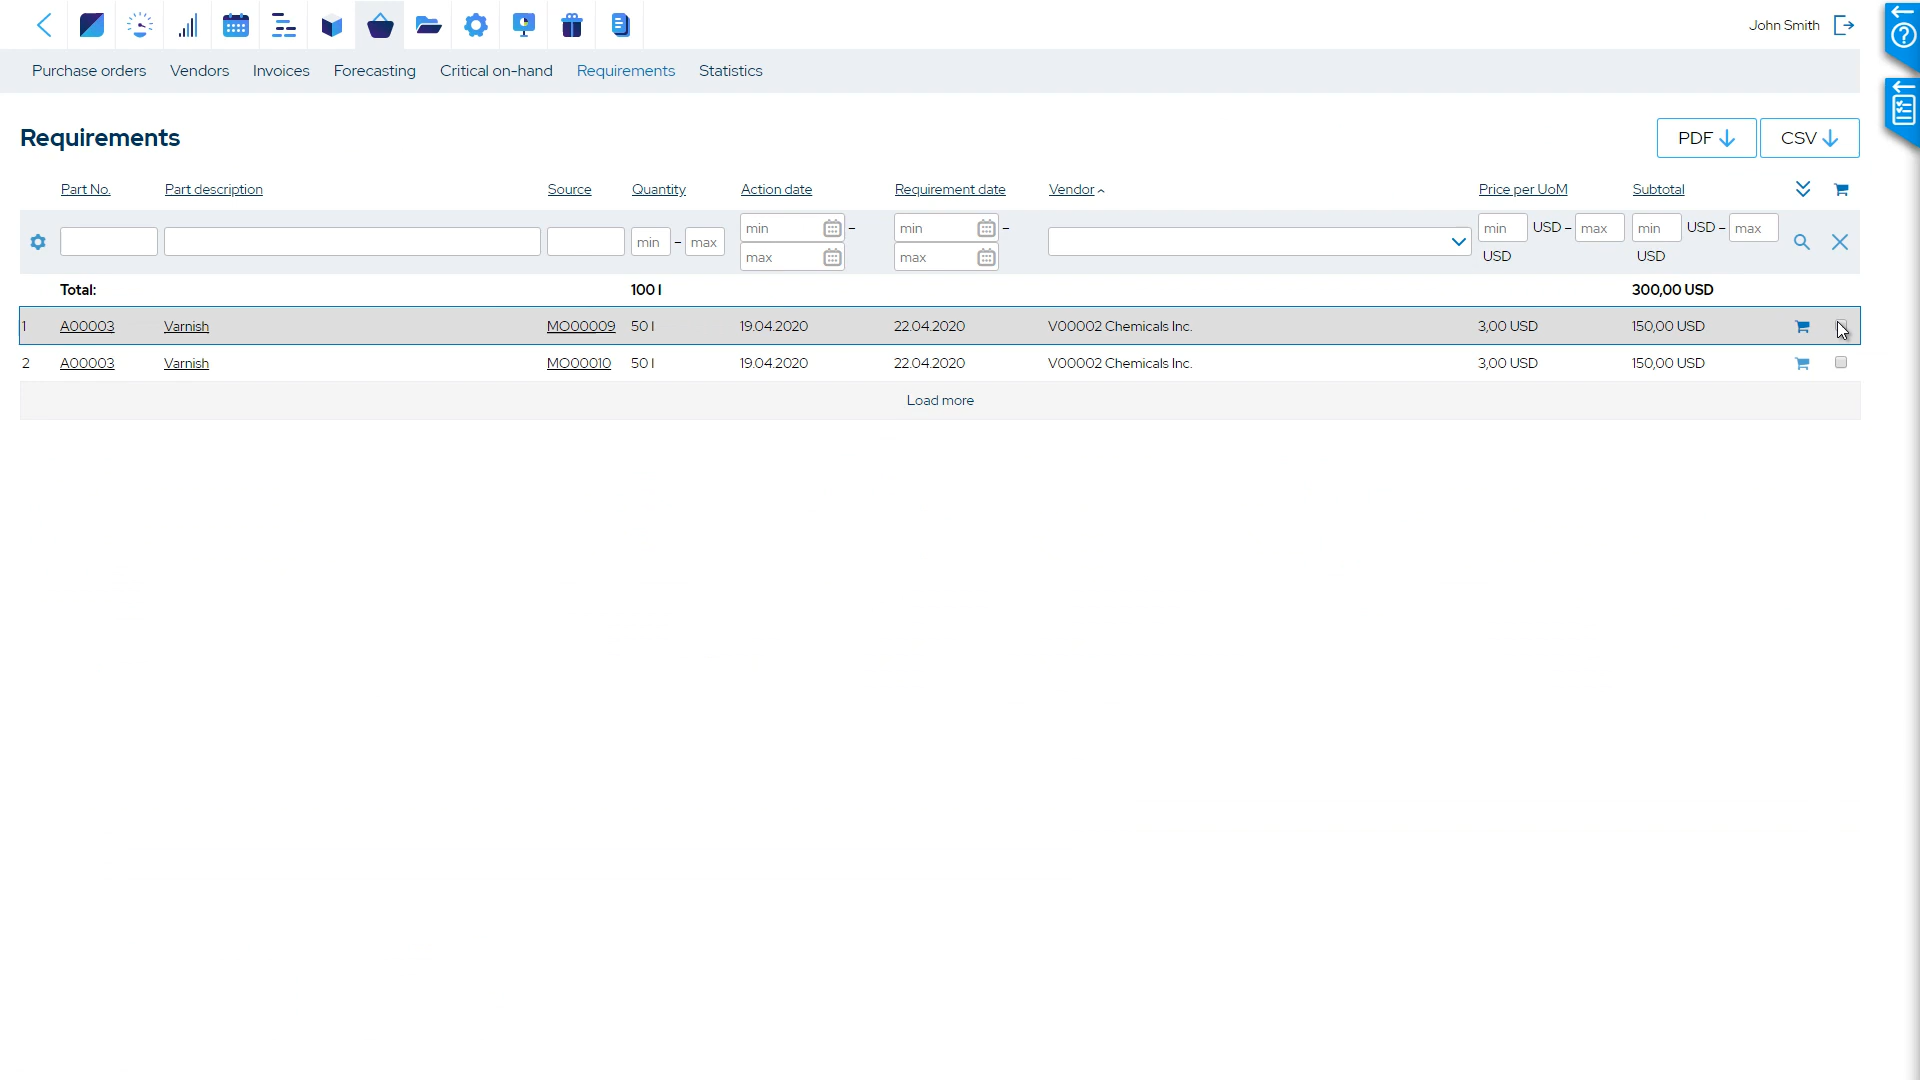 John Smith
Purchase orders Vendors Invoices Forecasting Critical on-hand Requirements Statistics
Requirements
PDF CSV
Part No. Part description Source Quantity Action date Requirement date Vendor Price per UoM Subtotal
min – max min – max min – max min USD – max USD min USD – max USD
Total: 100 l 300,00 USD
1 A00003 Varnish MO00009 50 l 19.04.2020 22.04.2020 V00002 Chemicals Inc. 3,00 USD 150,00 USD
2 A00003 Varnish MO00010 50 l 19.04.2020 22.04.2020 V00002 Chemicals Inc. 3,00 USD 150,00 USD
Load more